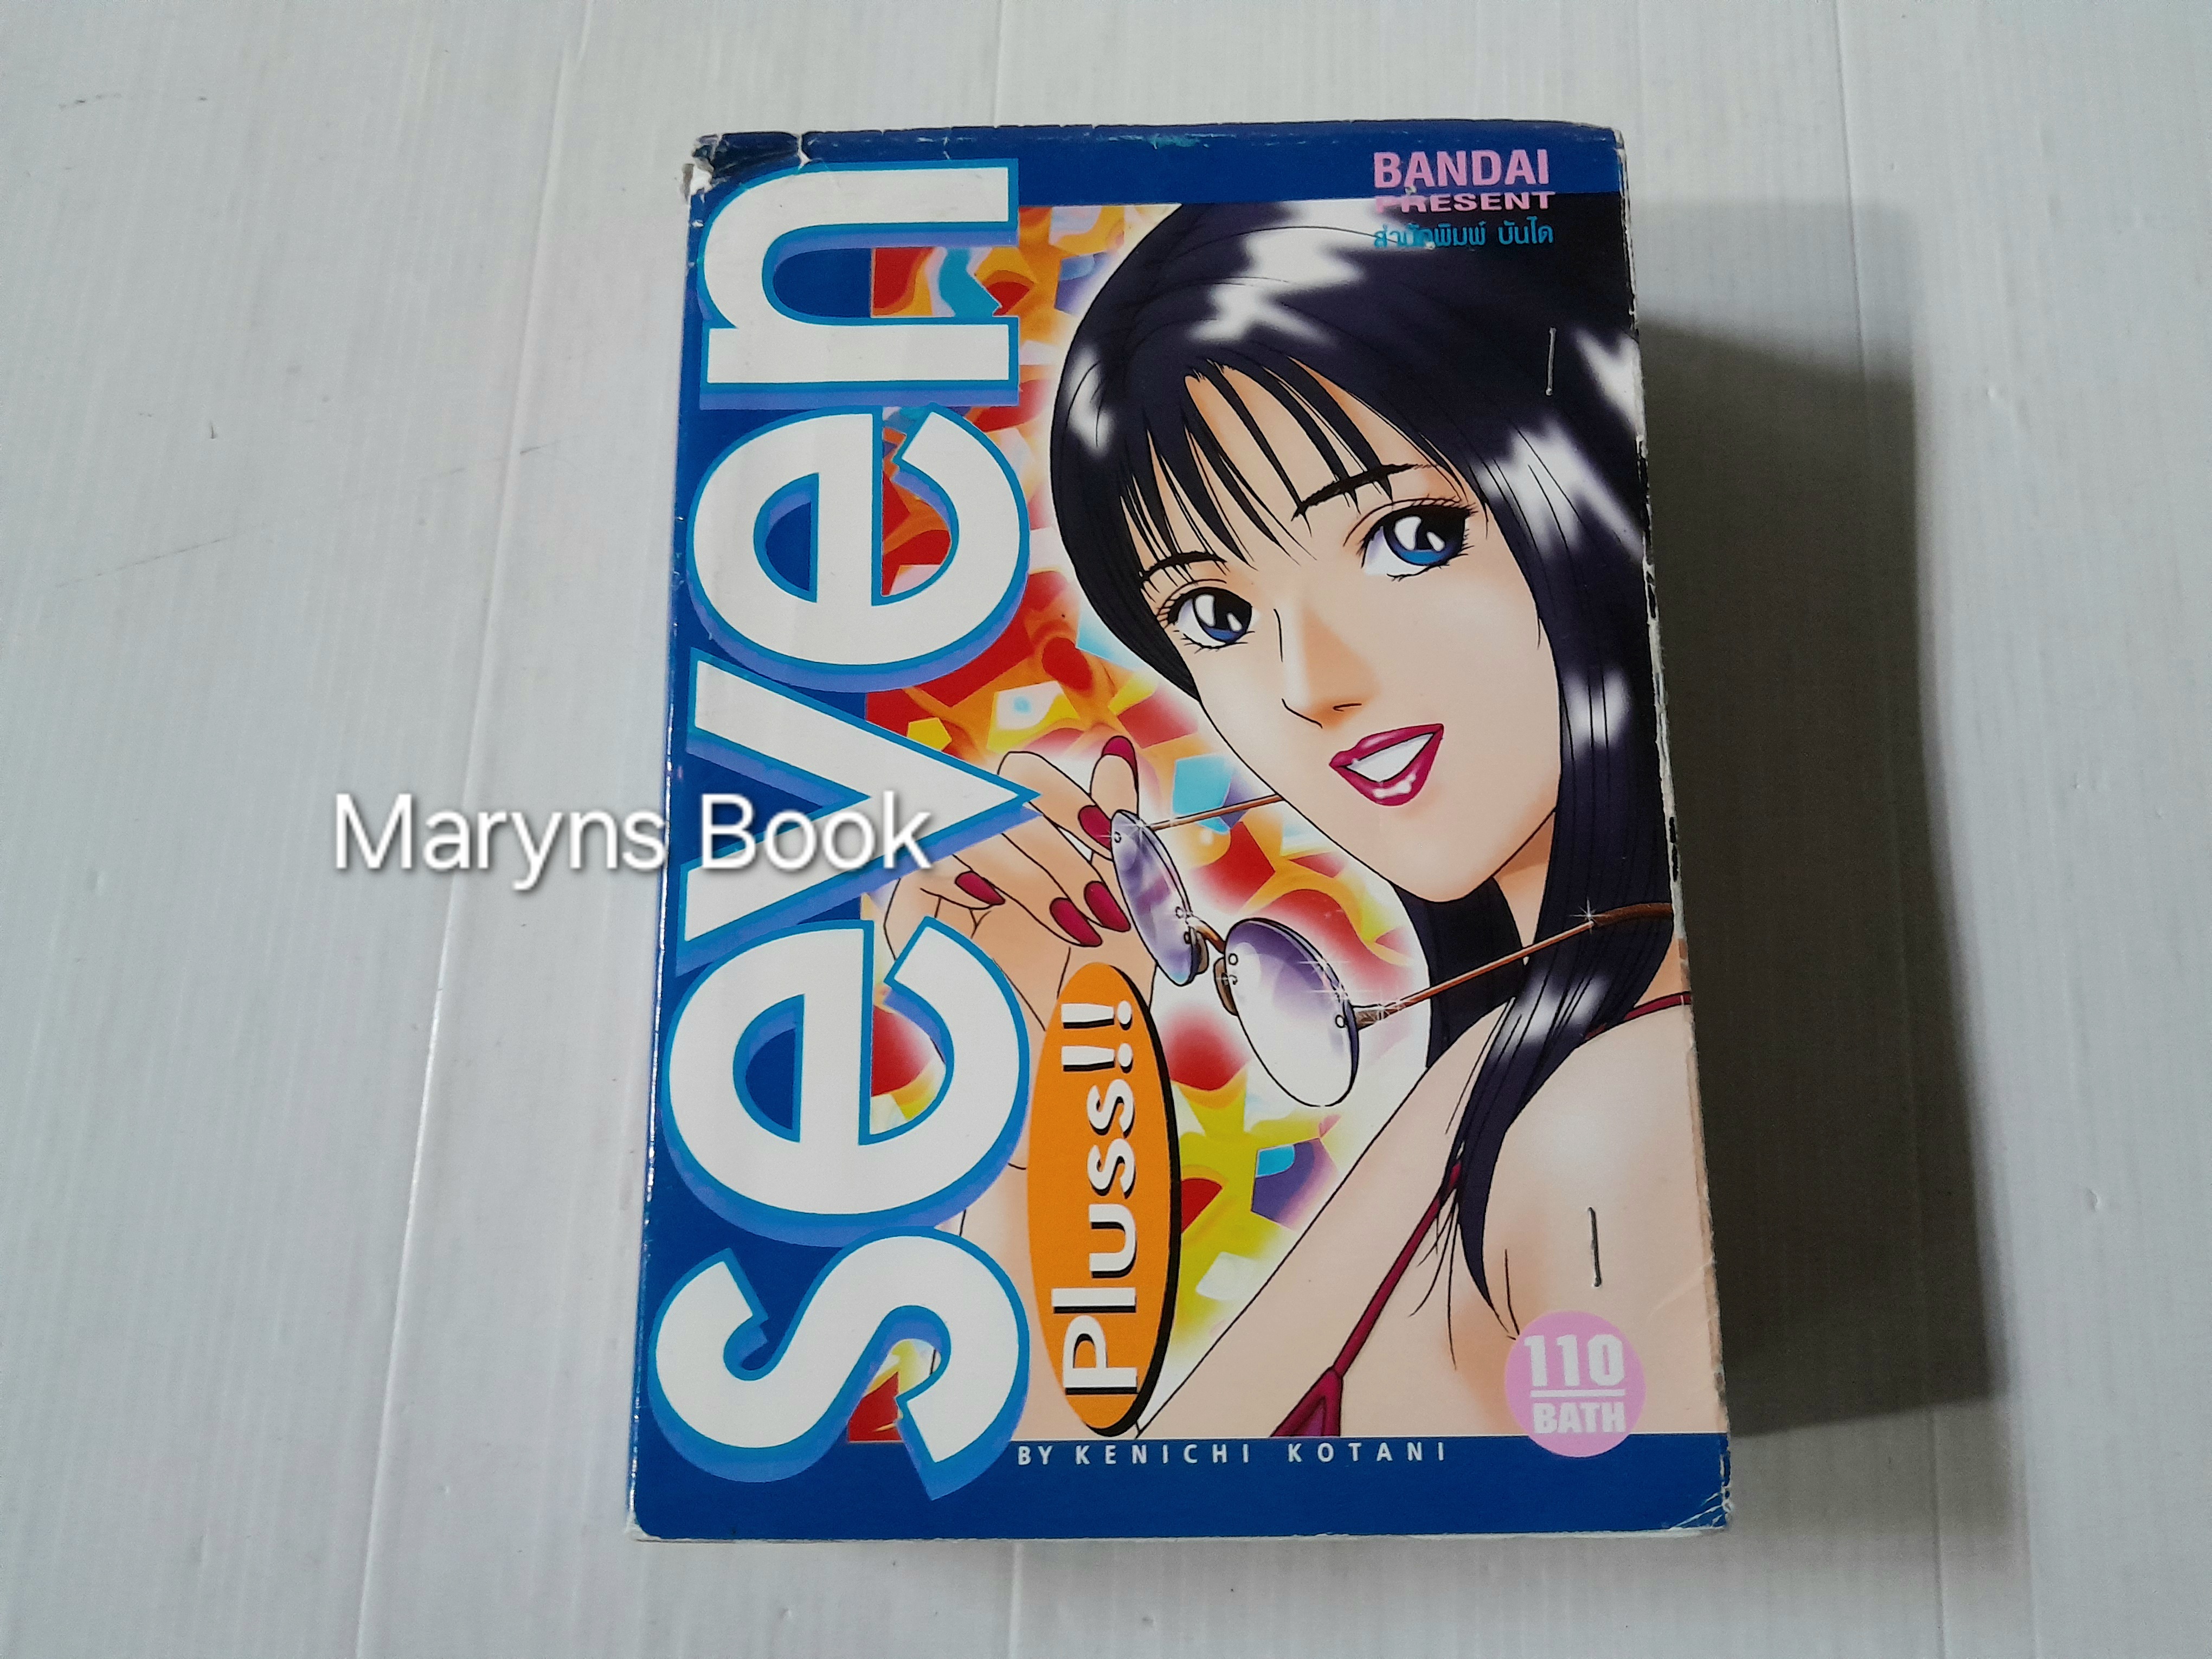 BANDAI
PRESENT
สำนักพิมพ์ บันได
seven
Maryns Book
Pluss!!
110
BATH
BY KENICHI KOTANI